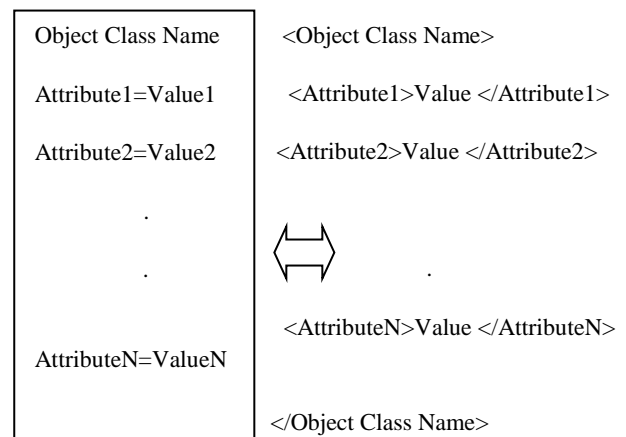 Object Class Name
Attribute1=Value1
Attribute2=Value2
.
.
AttributeN=ValueN
<Object Class Name>
<Attribute1>Value </Attribute1>
<Attribute2>Value </Attribute2>
.
<AttributeN>Value </AttributeN>
</Object Class Name>